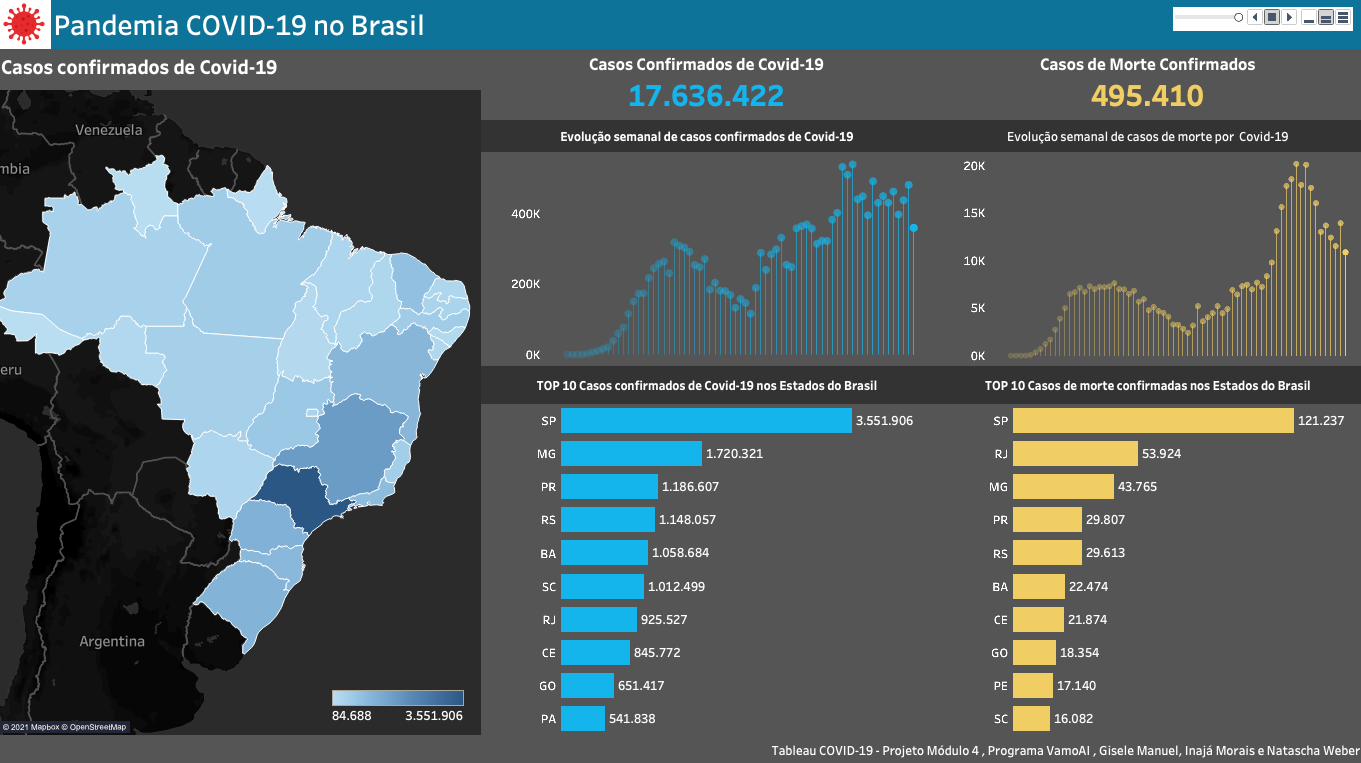 Pandemia COVID-19 no Brasil
Casos confirmados de Covid-19
Venezuela
mbia
eru
Argentina
84.688
3.551.906
© 2021 Mapbox © OpenStreetMap
Casos Confirmados de Covid-19
17.636.422
Evolução semanal de casos confirmados de Covid-19
400K
200K
0K
TOP 10 Casos confirmados de Covid-19 nos Estados do Brasil
SP 3.551.906
MG 1.720.321
PR 1.186.607
RS 1.148.057
BA 1.058.684
SC 1.012.499
RJ 925.527
CE 845.772
GO 651.417
PA 541.838
Casos de Morte Confirmados
495.410
Evolução semanal de casos de morte por Covid-19
20K
15K
10K
5K
0K
TOP 10 Casos de morte confirmadas nos Estados do Brasil
SP 121.237
RJ 53.924
MG 43.765
PR 29.807
RS 29.613
BA 22.474
CE 21.874
GO 18.354
PE 17.140
SC 16.082
Tableau COVID-19 - Projeto Módulo 4 , Programa VamoAI , Gisele Manuel, Inajá Morais e Natascha Weber